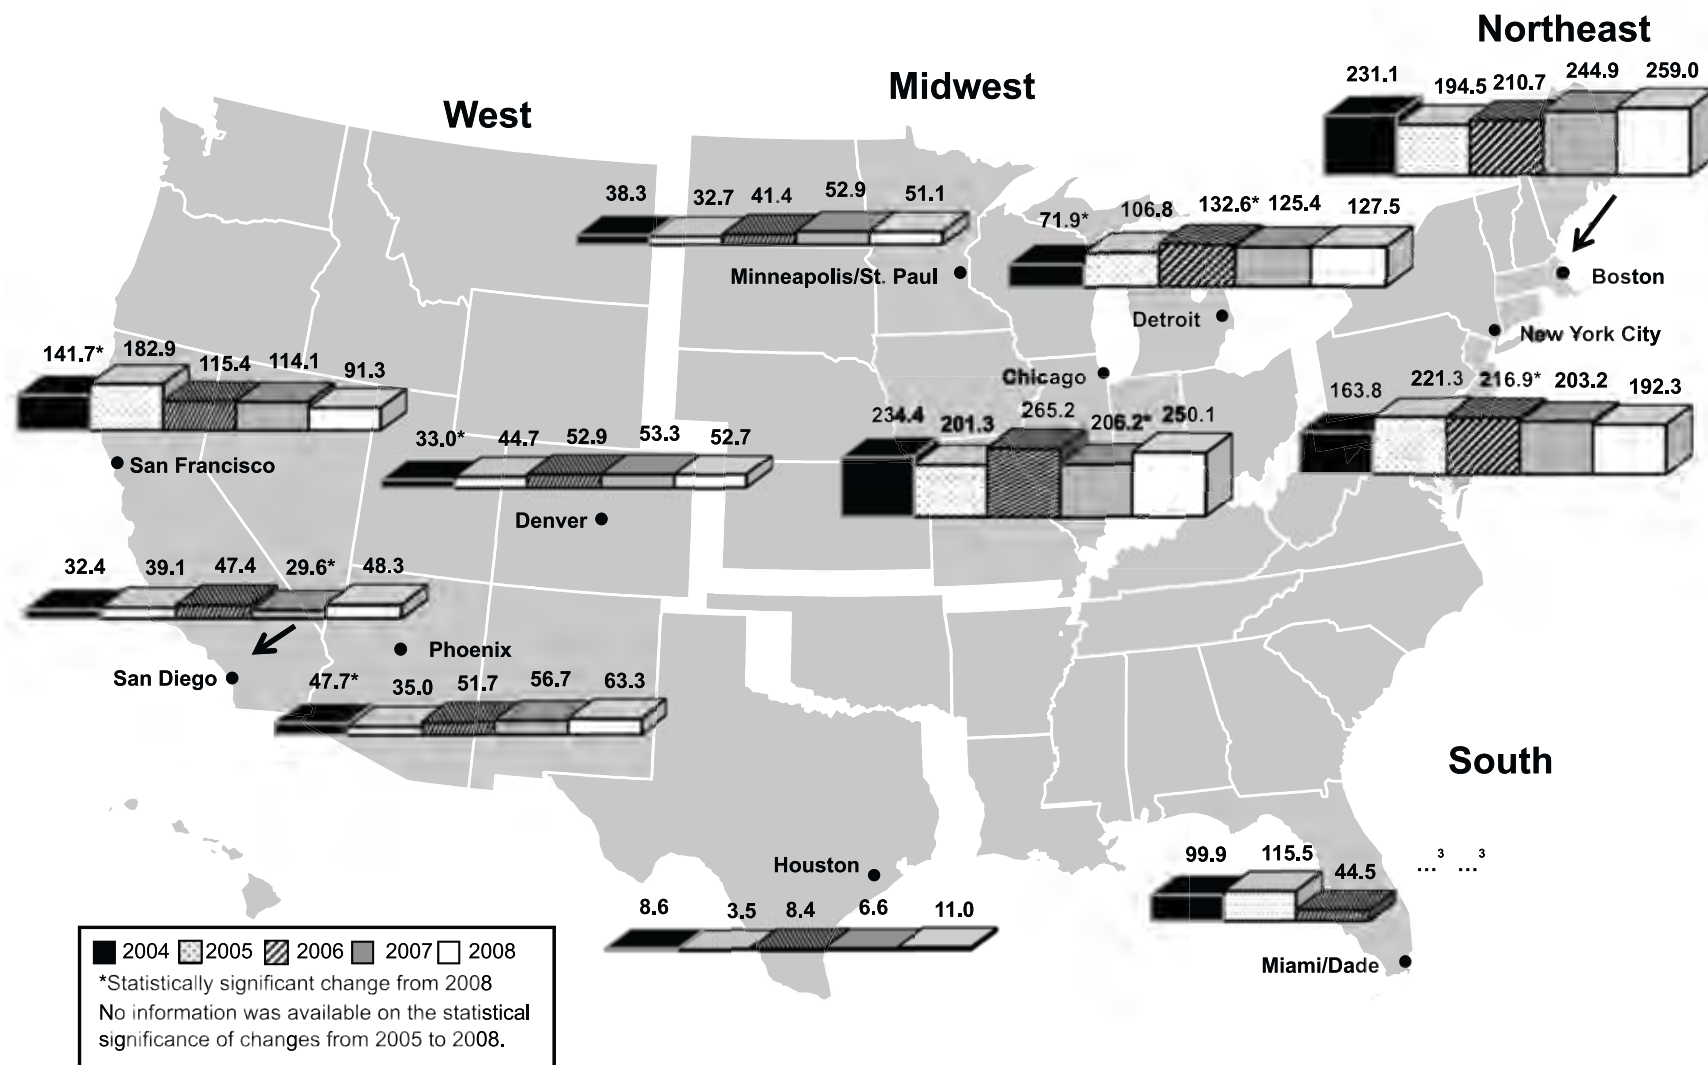 Northeast
231.1 194.5 210.7 244.9 259.0
Midwest
West
38.3 32.7 41.4 52.9 51.1
71.9* 106.8 132.6* 125.4 127.5
Minneapolis/St. Paul
Boston
Detroit
New York City
141.7* 182.9 115.4 114.1 91.3
Chicago
163.8 221.3 216.9* 203.2 192.3
234.4 201.3 265.2 206.2* 250.1
33.0* 44.7 52.9 53.3 52.7
San Francisco
Denver
32.4 39.1 47.4 29.6* 48.3
Phoenix
San Diego
47.7* 35.0 51.7 56.7 63.3
South
Houston
99.9 115.5 44.5 ...3 ...3
8.6 3.5 8.4 6.6 11.0
Miami/Dade
2004 2005 2006 2007 2008
*Statistically significant change from 2008
No information was available on the statistical
significance of changes from 2005 to 2008.